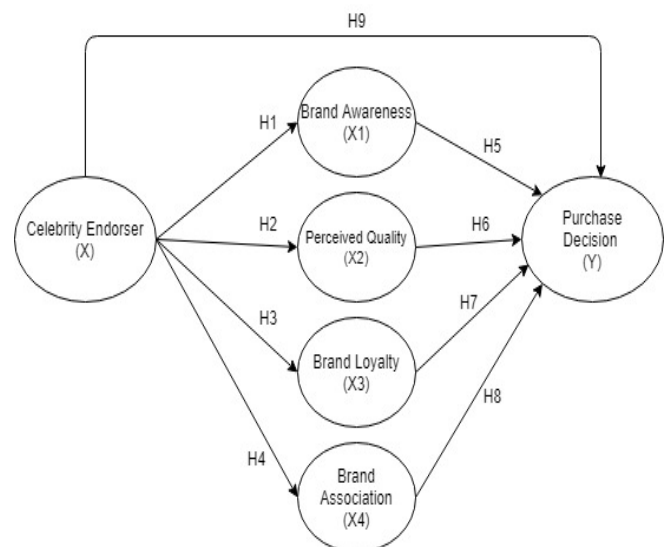 H9
Brand Awareness
(X1)
H1
H5
Celebrity Endorser
(X)
H2
Perceived Quality
(X2)
H6
Purchase
Decision
(Y)
H3
Brand Loyalty
(X3)
H7
H4
Brand
Association
(X4)
H8